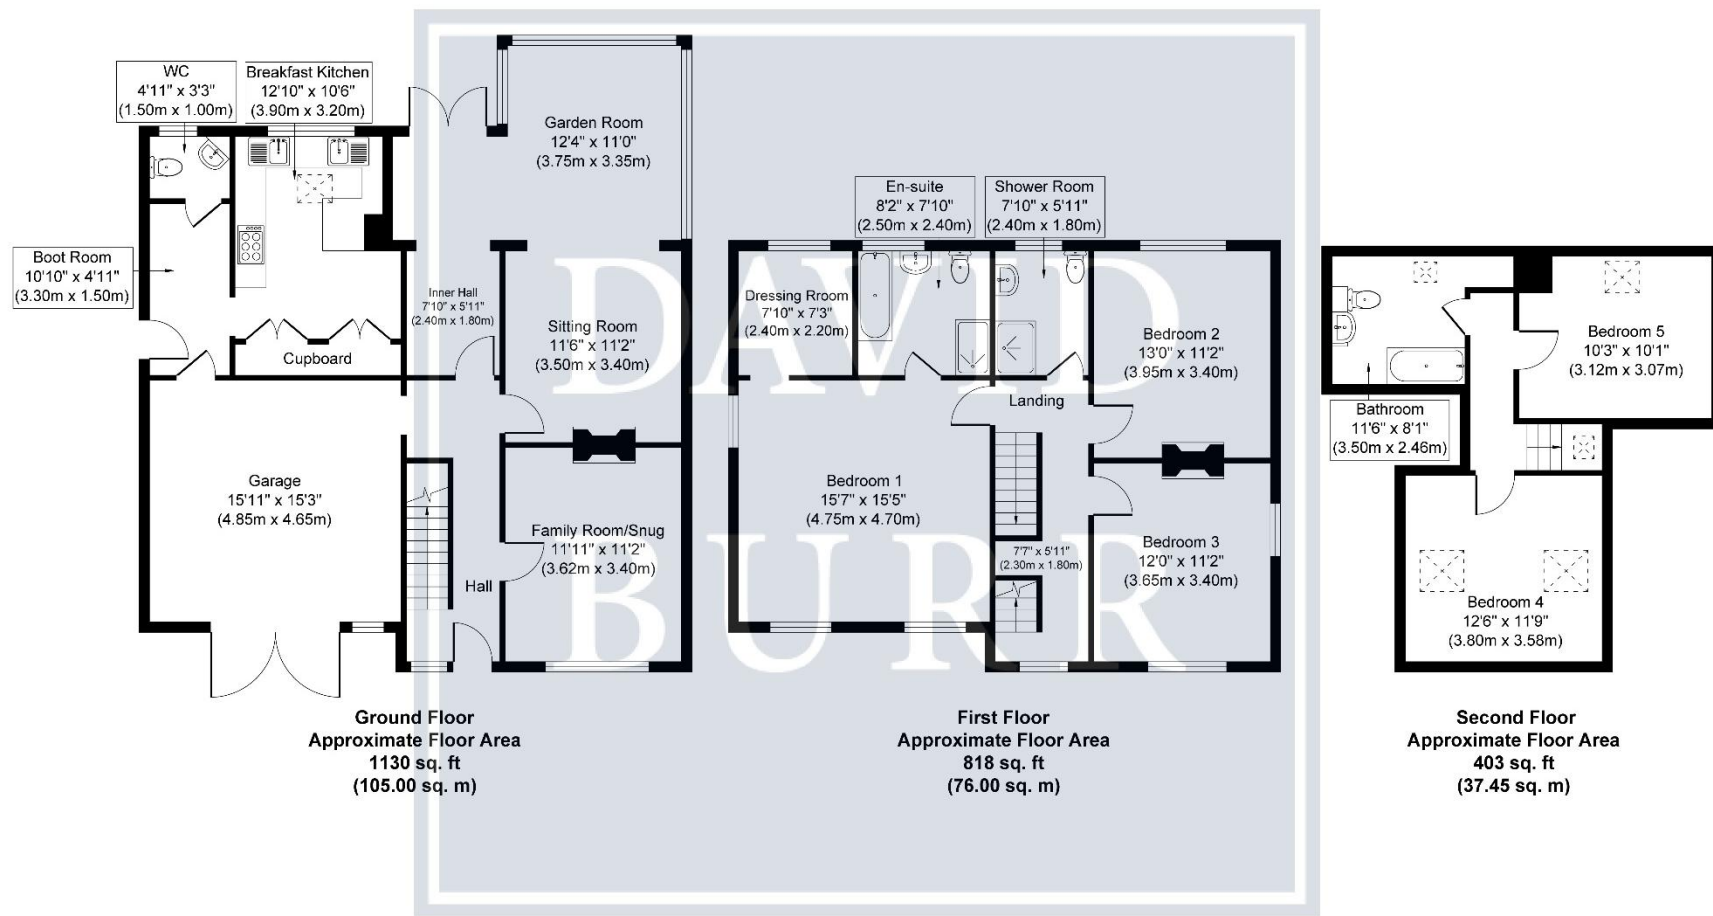 WC
4'11" x 3'3"
(1.50m x 1.00m)
Breakfast Kitchen
12'10" x 10'6"
(3.90m x 3.20m)
Garden Room
12'4" x 11'0"
(3.75m x 3.35m)
Boot Room
10'10" x 4'11"
(3.30m x 1.50m)
Inner Hall
7'10" x 5'11"
(2.40m x 1.80m)
Sitting Room
11'6" x 11'2"
(3.50m x 3.40m)
Cupboard
Garage
15'11" x 15'3"
(4.85m x 4.65m)
Family Room/Snug
11'11" x 11'2"
(3.62m x 3.40m)
Hall
Ground Floor
Approximate Floor Area
1130 sq. ft
(105.00 sq. m)
En-suite
8'2" x 7'10"
(2.50m x 2.40m)
Shower Room
7'10" x 5'11"
(2.40m x 1.80m)
Dressing Rroom
7'10" x 7'3"
(2.40m x 2.20m)
Bedroom 2
13'0" x 11'2"
(3.95m x 3.40m)
Landing
Bedroom 1
15'7" x 15'5"
(4.75m x 4.70m)
7'7" x 5'11"
(2.30m x 1.80m)
Bedroom 3
12'0" x 11'2"
(3.65m x 3.40m)
First Floor
Approximate Floor Area
818 sq. ft
(76.00 sq. m)
Bedroom 5
10'3" x 10'1"
(3.12m x 3.07m)
Bathroom
11'6" x 8'1"
(3.50m x 2.46m)
Bedroom 4
12'6" x 11'9"
(3.80m x 3.58m)
Second Floor
Approximate Floor Area
403 sq. ft
(37.45 sq. m)
DAVID
BURR